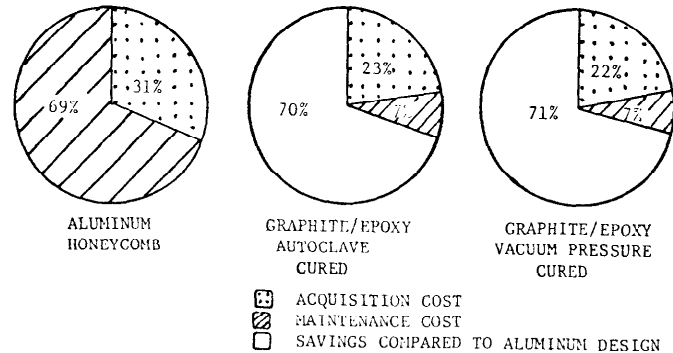 69%
31%
70%
23%
7%
71%
22%
7%
ALUMINUM
HONEYCOMB
GRAPHITE/EPOXY
AUTOCLAVE
CURED
GRAPHITE/EPOXY
VACUUM PRESSURE
CURED
ACQUISITION COST
MAINTENANCE COST
SAVINGS COMPARED TO ALUMINUM DESIGN